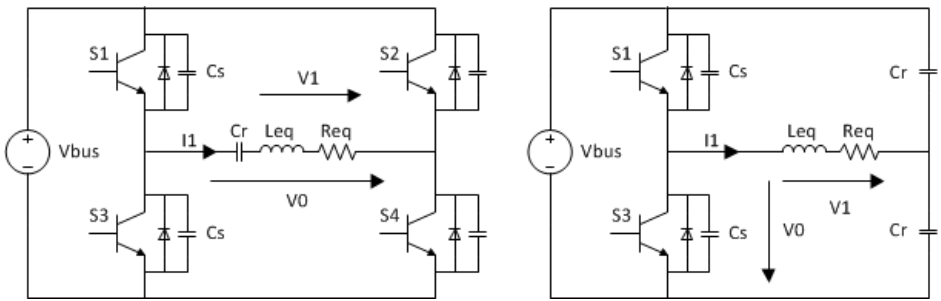 S1
Cs
S2
V1
Vbus
I1
Cr
Leq
Req
V0
S3
Cs
S4
S1
Cs
Cr
Vbus
I1
Leq
Req
V1
S3
Cs
V0
Cr
+
−
+
−